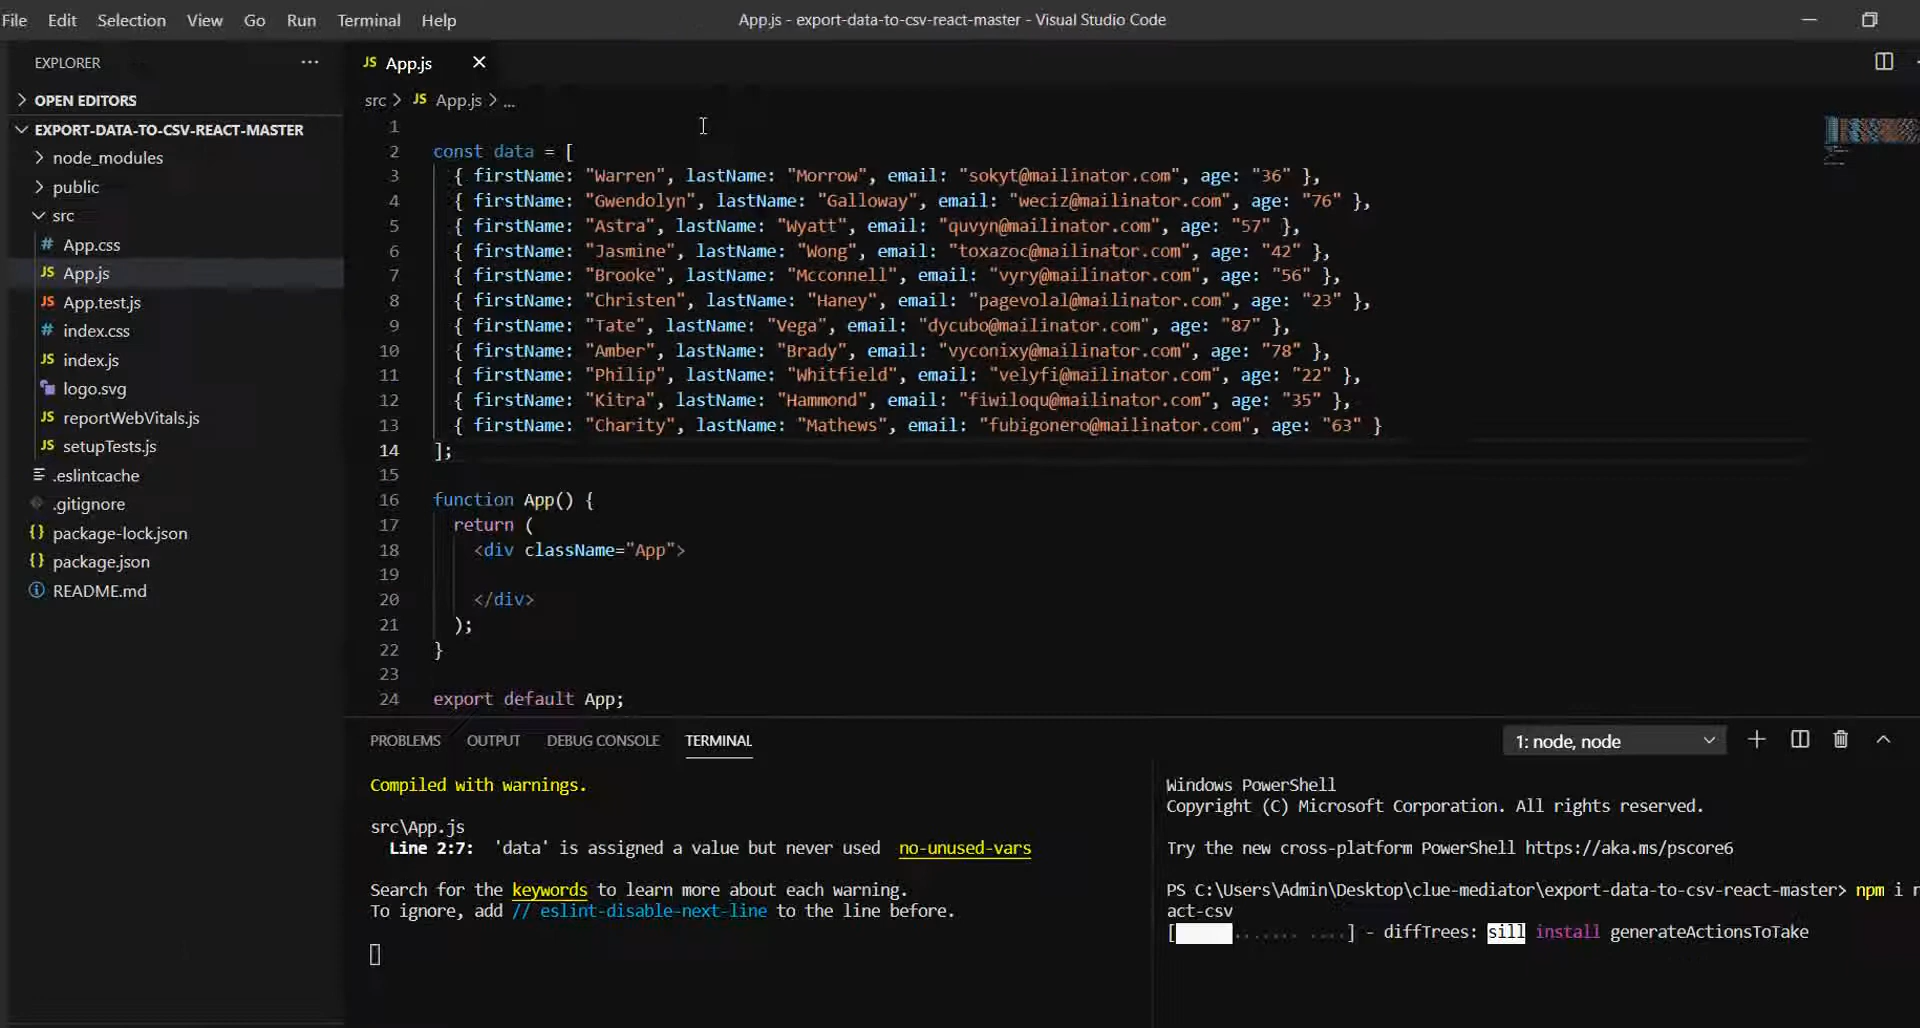 File Edit Selection View Go Run Terminal Help
App.js - export-data-to-csv-react-master - Visual Studio Code
EXPLORER
OPEN EDITORS
EXPORT-DATA-TO-CSV-REACT-MASTER
node_modules
public
src
# App.css
JS App.js
JS App.test.js
# index.css
JS index.js
logo.svg
JS reportWebVitals.js
JS setupTests.js
.eslintcache
.gitignore
{} package-lock.json
{} package.json
README.md
JS App.js
src > JS App.js > ...
1
2 const data = [
3 { firstName: "Warren", lastName: "Morrow", email: "sokyt@mailinator.com", age: "36" },
4 { firstName: "Gwendolyn", lastName: "Galloway", email: "weciz@mailinator.com", age: "76" },
5 { firstName: "Astra", lastName: "Wyatt", email: "quvyn@mailinator.com", age: "57" },
6 { firstName: "Jasmine", lastName: "Wong", email: "toxazoc@mailinator.com", age: "42" },
7 { firstName: "Brooke", lastName: "Mcconnell", email: "vyry@mailinator.com", age: "56" },
8 { firstName: "Christen", lastName: "Haney", email: "pagevolal@mailinator.com", age: "23" },
9 { firstName: "Tate", lastName: "Vega", email: "dycubo@mailinator.com", age: "87" },
10 { firstName: "Amber", lastName: "Brady", email: "vyconixy@mailinator.com", age: "78" },
11 { firstName: "Philip", lastName: "Whitfield", email: "velyfi@mailinator.com", age: "22" },
12 { firstName: "Kitra", lastName: "Hammond", email: "fiwiloqu@mailinator.com", age: "35" },
13 { firstName: "Charity", lastName: "Mathews", email: "fubigonero@mailinator.com", age: "63" }
14 ];
15
16 function App() {
17 return (
18 <div className="App">
19
20 </div>
21 );
22 }
23
24 export default App;
PROBLEMS OUTPUT DEBUG CONSOLE TERMINAL
1: node, node
Compiled with warnings.
src\App.js
Line 2:7: 'data' is assigned a value but never used no-unused-vars
Search for the keywords to learn more about each warning.
To ignore, add // eslint-disable-next-line to the line before.
Windows PowerShell
Copyright (C) Microsoft Corporation. All rights reserved.
Try the new cross-platform PowerShell https://aka.ms/pscore6
PS C:\Users\Admin\Desktop\clue-mediator\export-data-to-csv-react-master> npm i
act-csv
[ ....... ....] - diffTrees: sill install generateActionsToTake